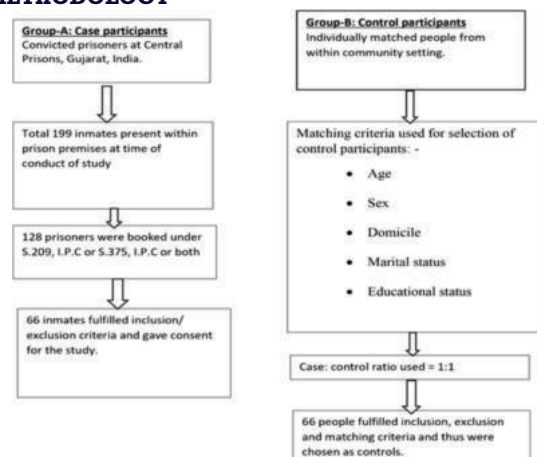 Group-A: Case participants
Convicted prisoners at Central
Prisons, Gujarat, India.
Total 199 inmates present within
prison premises at time of
conduct of study
128 prisoners were booked under
S.209, I.P.C or S.375, I.P.C or both
66 inmates fulfilled inclusion/
exclusion criteria and gave consent
for the study.
Group-B: Control participants
Individually matched people from
within community setting.
Matching criteria used for selection of
control participants: -
• Age
• Sex
• Domicile
• Marital status
• Educational status
Case: control ratio used = 1:1
66 people fulfilled inclusion, exclusion
and matching criteria and thus were
chosen as controls.